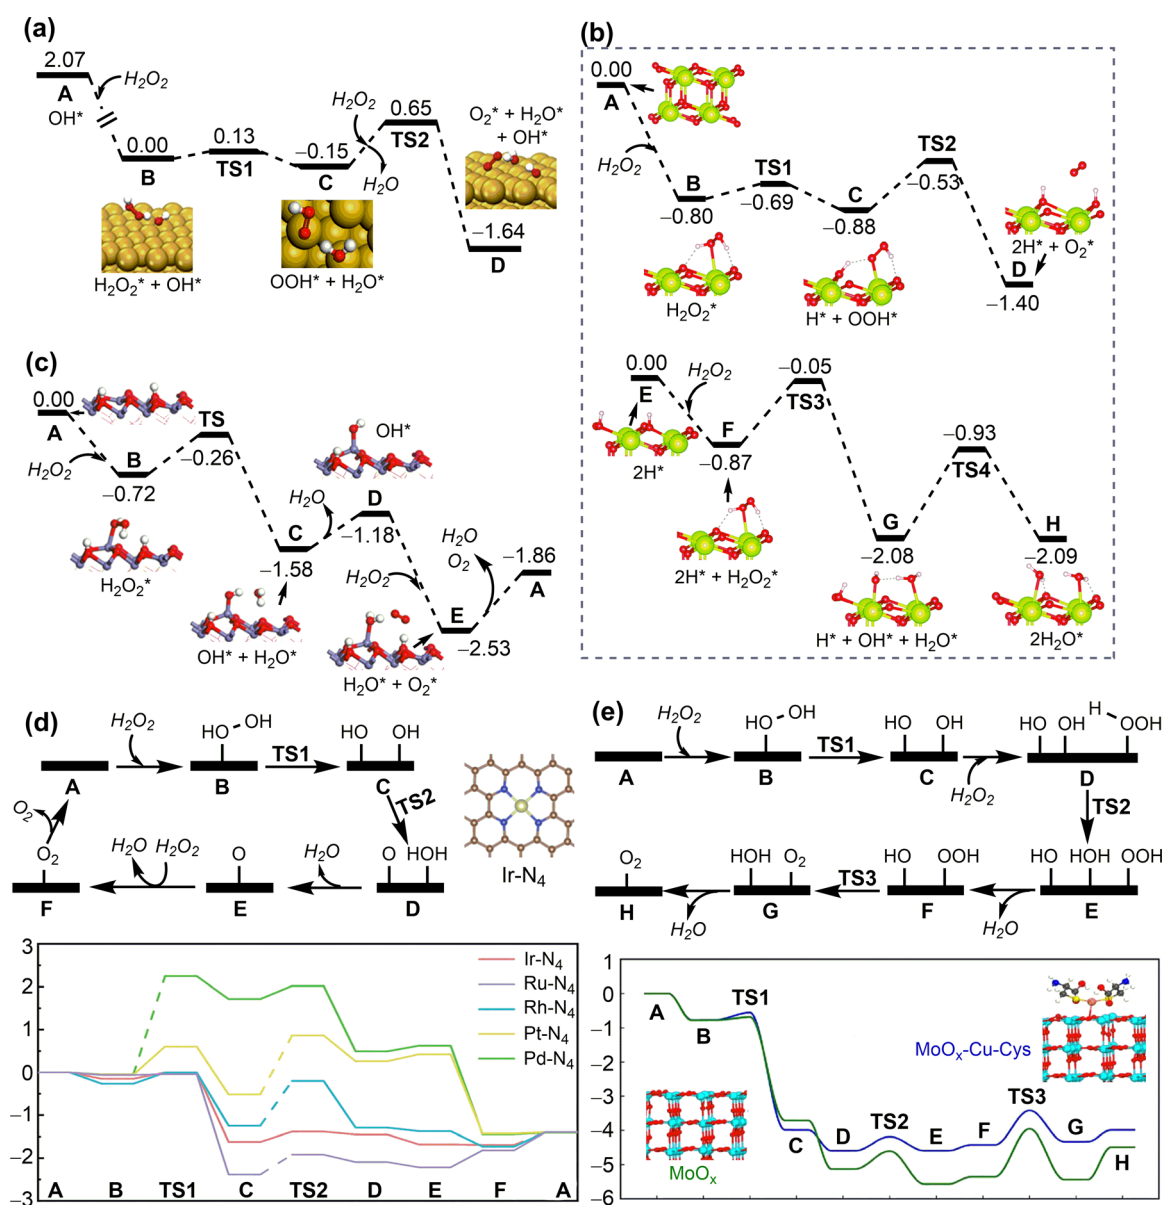 (a)
2.07
A
OH*
H₂O₂
0.00
B
H₂O₂* + OH*
0.13
TS1
−0.15
C
OOH* + H₂O*
H₂O₂
H₂O
0.65
TS2
O₂* + H₂O*
+ OH*
−1.64
D
(b)
0.00
A
H₂O₂
B
−0.80
H₂O₂*
TS1
−0.69
C
−0.88
H* + OOH*
TS2
−0.53
2H* + O₂*
D
−1.40
0.00
E
2H*
H₂O₂
F
−0.87
2H* + H₂O₂*
−0.05
TS3
G
−2.08
H* + OH* + H₂O*
−0.93
TS4
H
−2.09
2H₂O*
(c)
0.00
A
H₂O₂
B
−0.72
H₂O₂*
TS
−0.26
C
−1.58
OH* + H₂O*
H₂O
OH*
D
−1.18
H₂O₂
E
−2.53
H₂O* + O₂*
H₂O
O₂
−1.86
A
(d)
A
H₂O₂
HO
OH
B
TS1
HO
OH
C
TS2
O
HOH
D
H₂O
O
E
H₂O
H₂O₂
O₂
F
O₂
Ir-N₄
3
2
1
0
−1
−2
−3
Ir-N₄
Ru-N₄
Rh-N₄
Pt-N₄
Pd-N₄
A
B
TS1
C
TS2
D
E
F
A
(e)
A
H₂O₂
HO
OH
B
TS1
HO
OH
C
H₂O₂
HO
OH
H
OOH
D
TS2
HO
HOH
OOH
E
H₂O
HO
OOH
F
TS3
HOH
O₂
G
H₂O
O₂
H
1
0
−1
−2
−3
−4
−5
−6
A
B
TS1
C
D
TS2
E
F
TS3
G
H
MoOₓ-Cu-Cys
MoOₓ